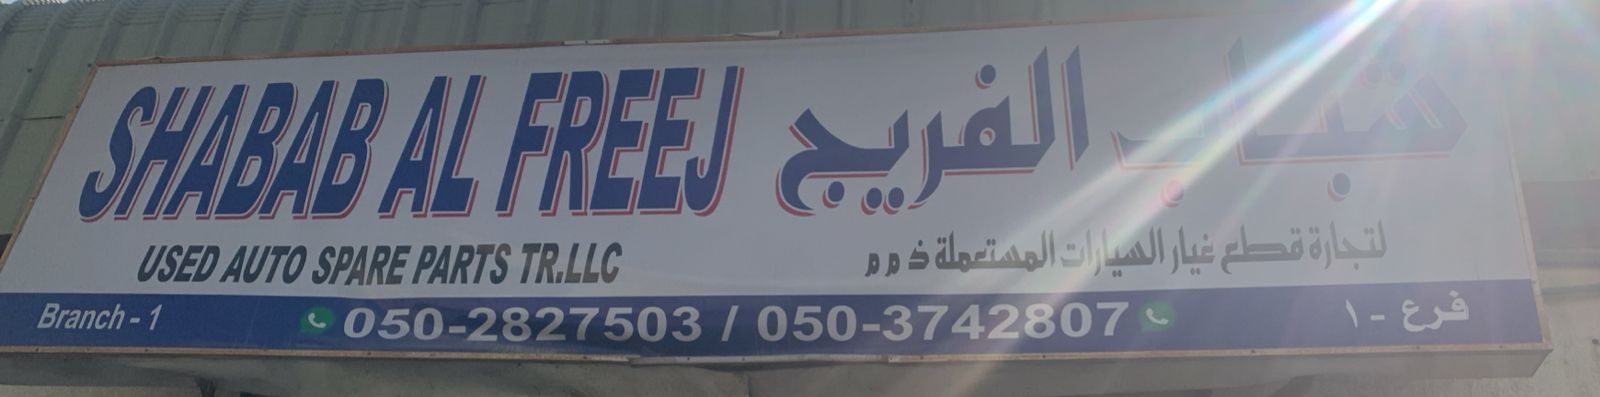 SHABAB AL FREEJ شباب الفريج
USED AUTO SPARE PARTS TR.LLC لتجارة قطع غيار السيارات المستعملة ذ م م
Branch - 1 050-2827503 / 050-3742807 فرع - ١